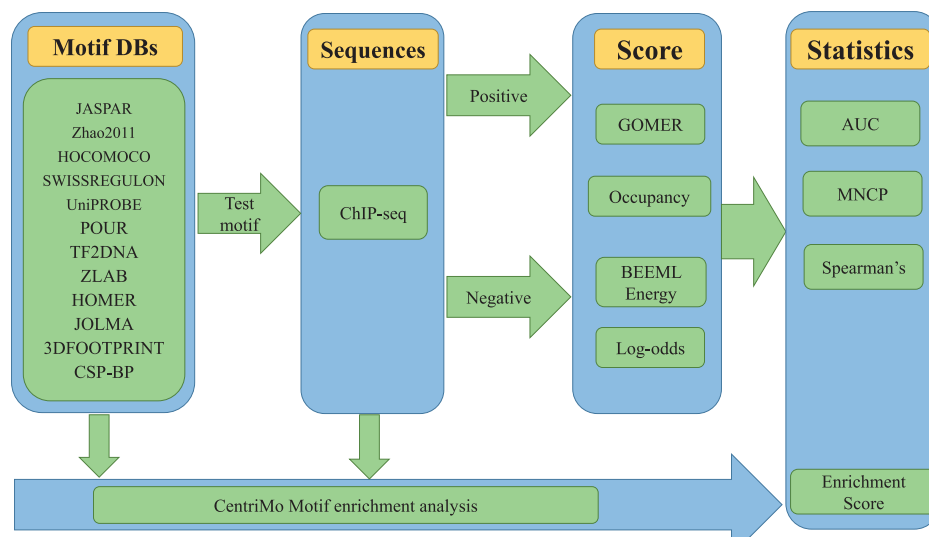 Motif DBs
JASPAR
Zhao2011
HOCOMOCO
SWISSREGULON
UniPROBE
POUR
TF2DNA
ZLAB
HOMER
JOLMA
3DFOOTPRINT
CSP-BP
Test
motif
Sequences
ChIP-seq
Positive
Negative
Score
GOMER
Occupancy
BEEML
Energy
Log-odds
Statistics
AUC
MNCP
Spearman's
Enrichment
Score
CentriMo Motif enrichment analysis